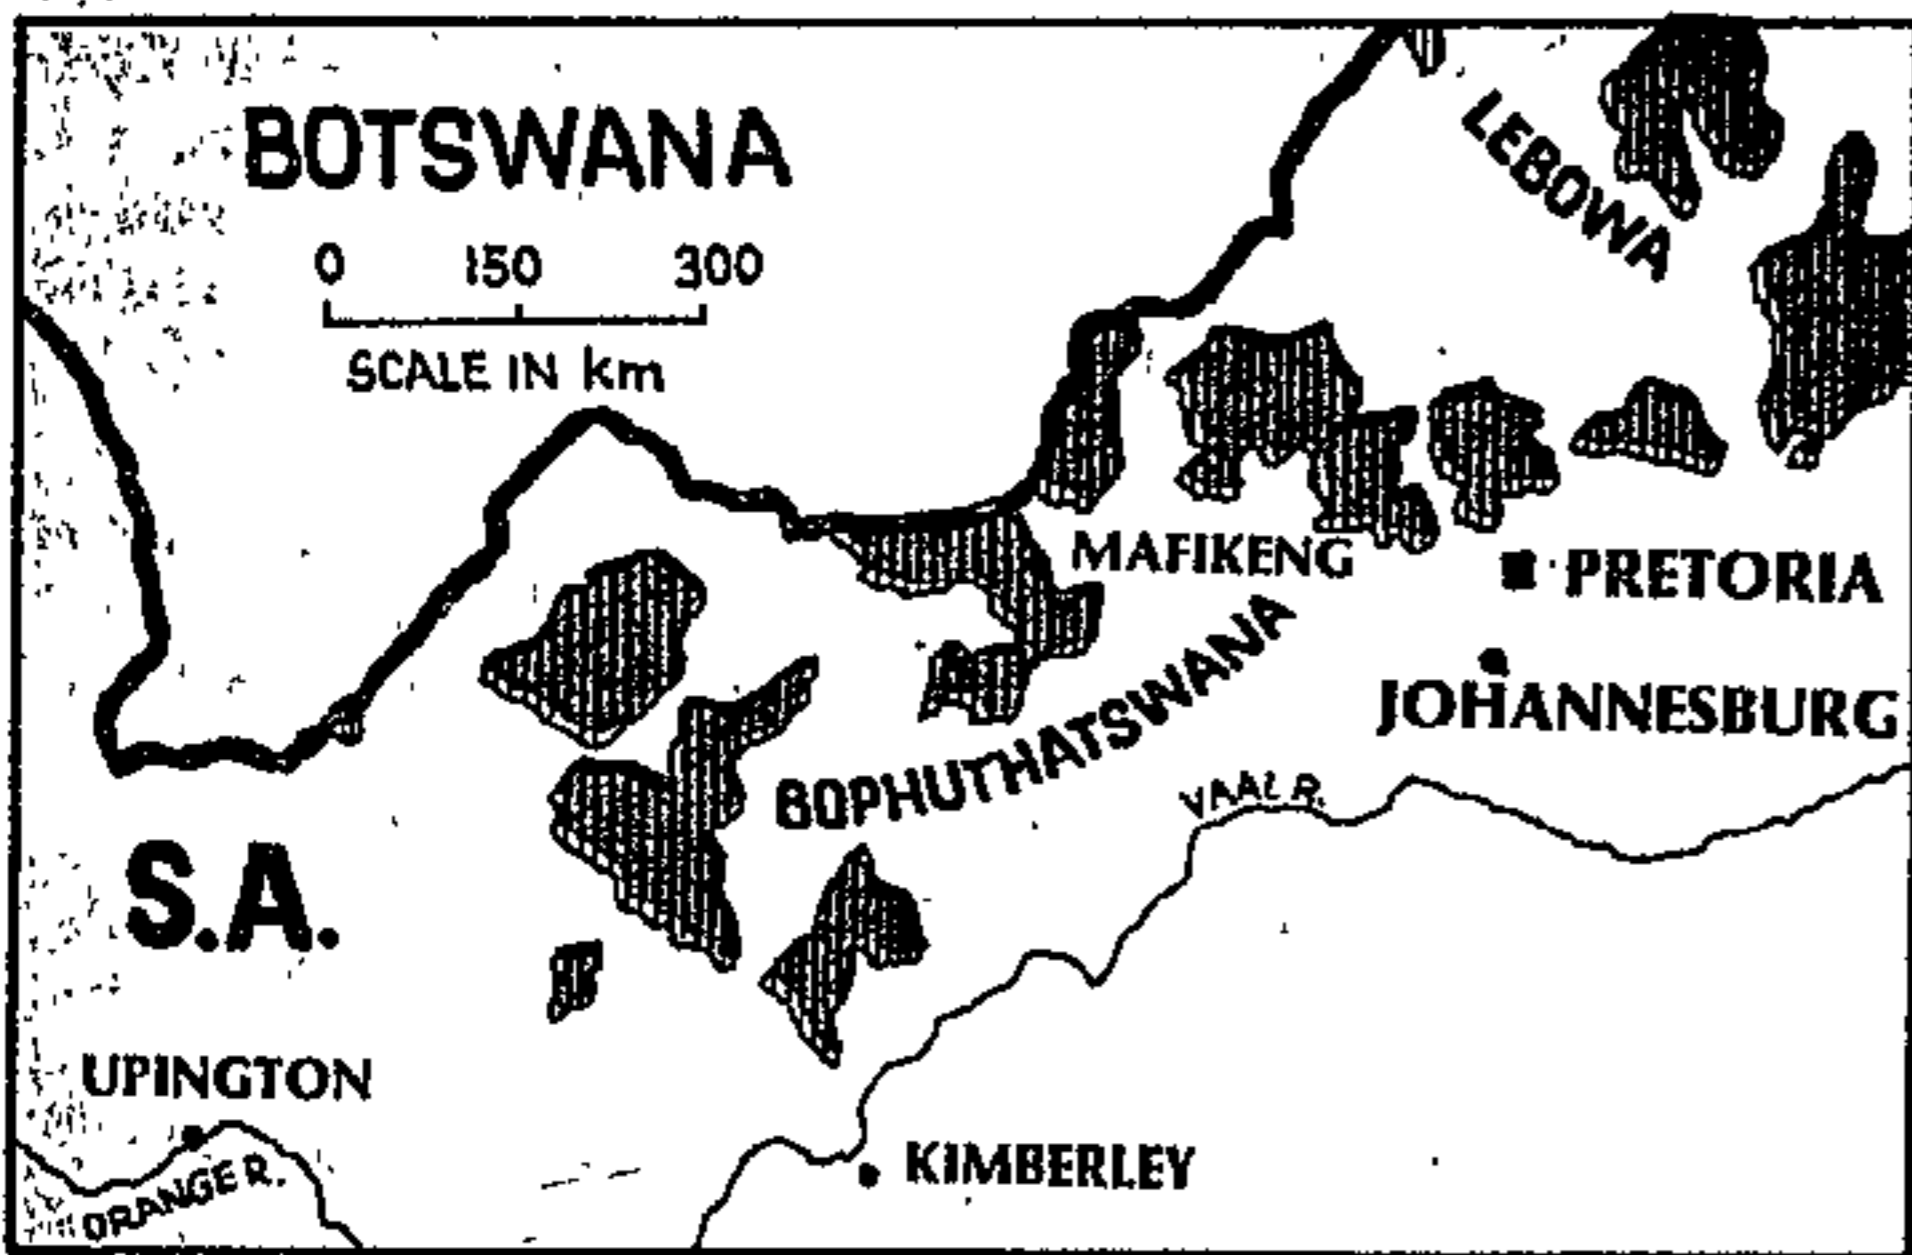 BOTSWANA
0 150 300
SCALE IN km
LEBOWA
MAFIKENG
PRETORIA
JOHANNESBURG
BOPHUTHATSWANA
VAAL R.
S.A.
UPINGTON
ORANGE R.
KIMBERLEY